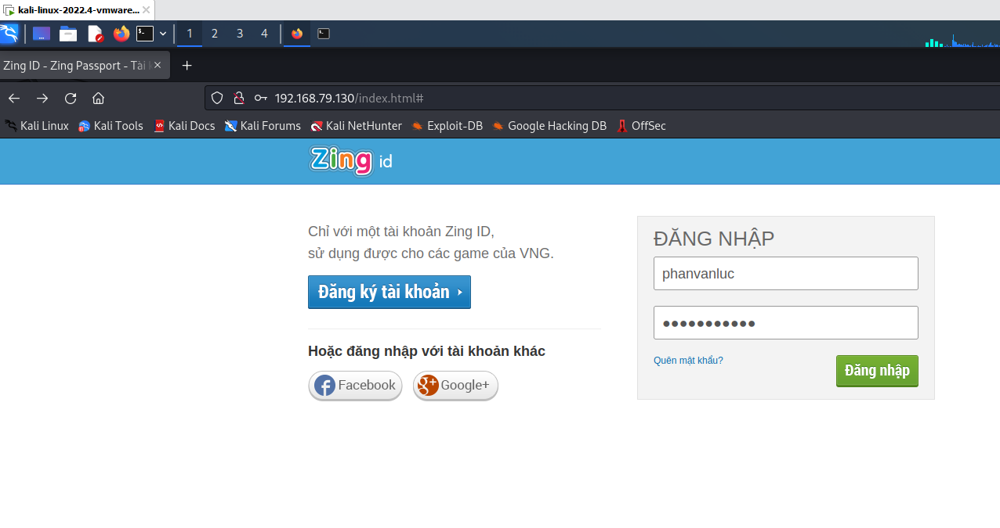 kali-linux-2022.4-vmware...
1 2 3 4
Zing ID - Zing Passport - Tài k
192.168.79.130/index.html#
Kali Linux Kali Tools Kali Docs Kali Forums Kali NetHunter Exploit-DB Google Hacking DB OffSec
Zing id
Chỉ với một tài khoản Zing ID,
sử dụng được cho các game của VNG.
Đăng ký tài khoản
Hoặc đăng nhập với tài khoản khác
Facebook Google+
ĐĂNG NHẬP
phanvanluc
Quên mật khẩu?
Đăng nhập